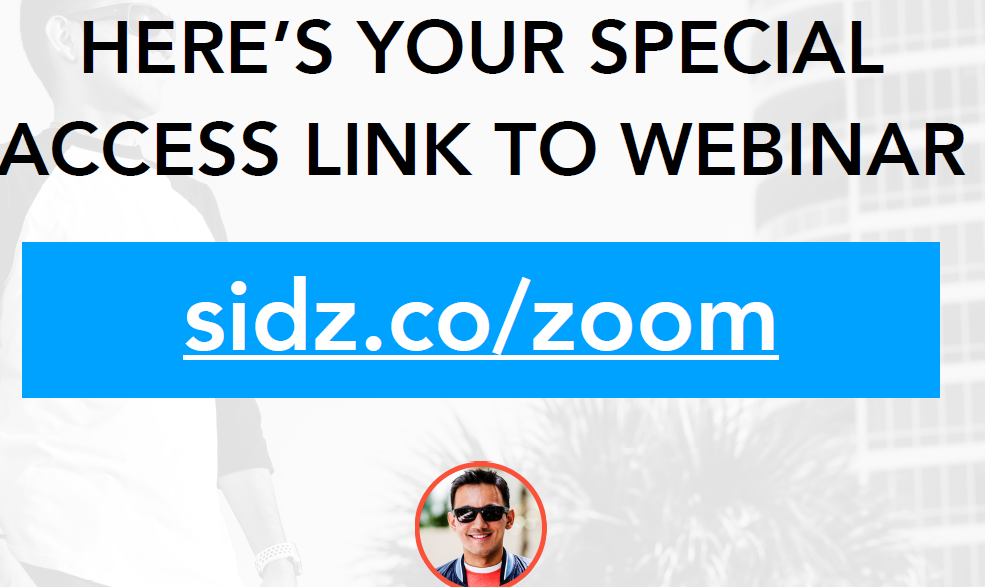 HERE’S YOUR SPECIAL
ACCESS LINK TO WEBINAR
sidz.co/zoom